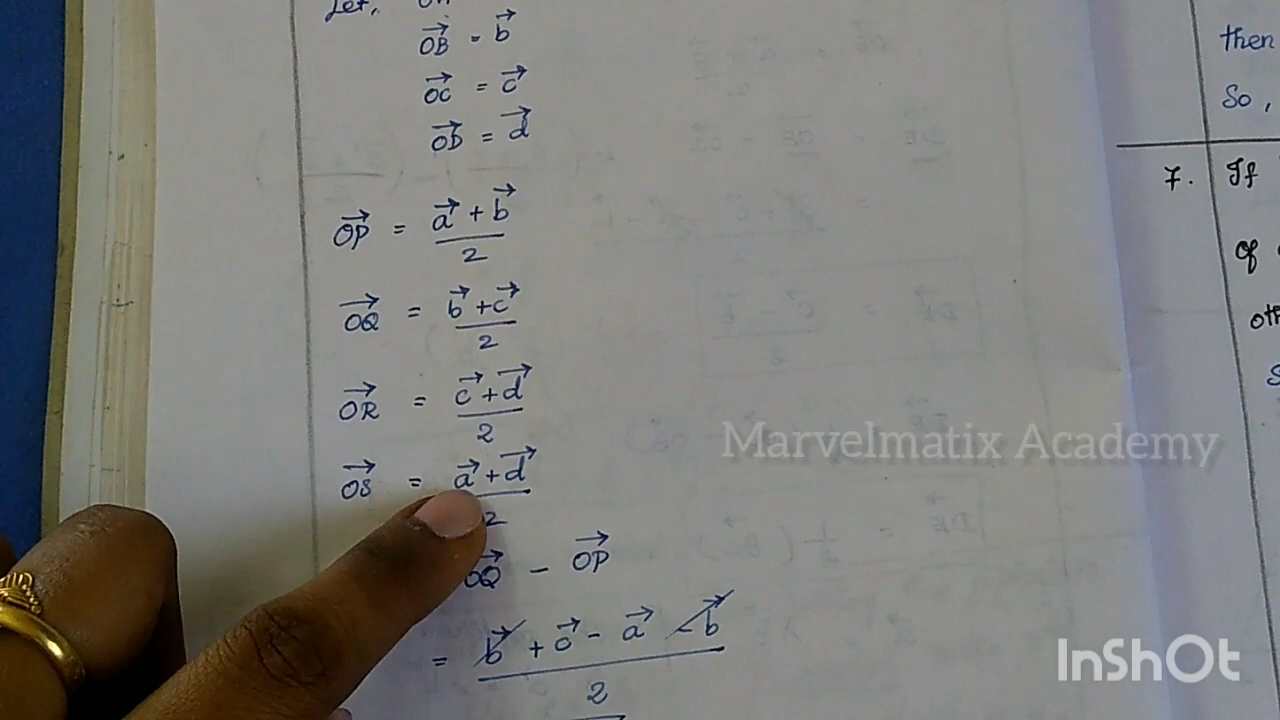 Let,
OB⃗ = b⃗
OC⃗ = c⃗
OD⃗ = d⃗
OP⃗ = (a⃗ + b⃗)/2
OQ⃗ = (b⃗ + c⃗)/2
OR⃗ = (c⃗ + d⃗)/2
OS⃗ = (a⃗ + d⃗)/2
OQ⃗ - OP⃗
= (b⃗ + c⃗ - a⃗ - b⃗)/2
then
So,
7. If
of
Marvelmatix Academy
InShOt